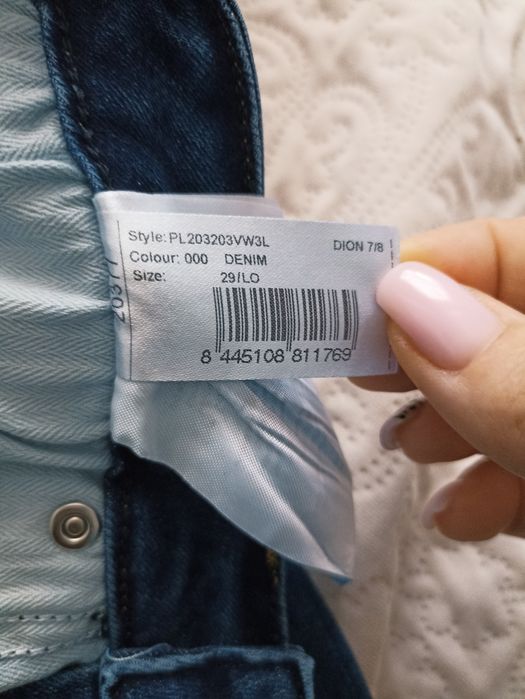 Style: PL203203VW3L DION 7/8
Colour: 000 DENIM
Size: 29/LO
8 445108 811769